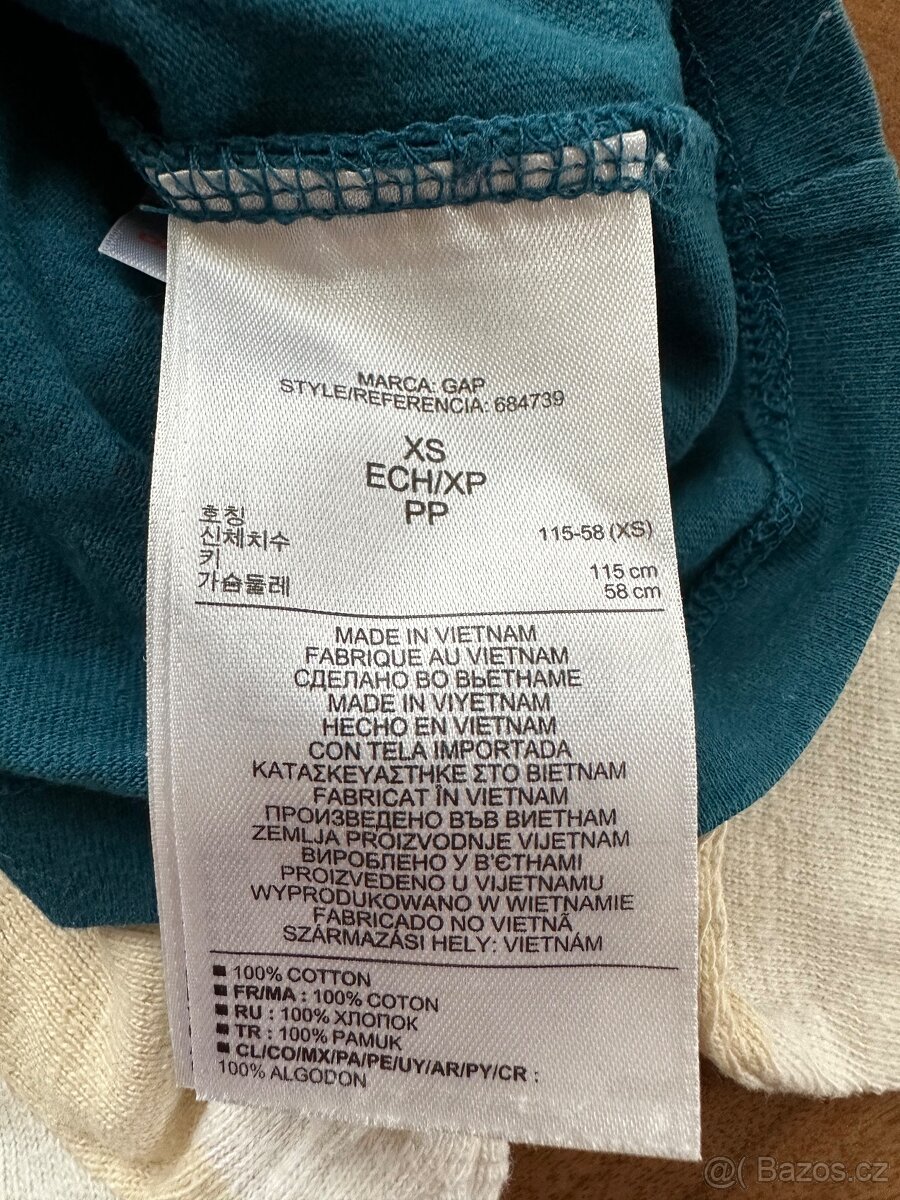 MARCA: GAP
STYLE/REFERENCIA: 684739
XS
ECH/XP
PP
호칭
신체치수 115-58 (XS)
키 115 cm
가슴둘레 58 cm
MADE IN VIETNAM
FABRIQUE AU VIETNAM
СДЕЛАНО ВО ВЬЕТНАМЕ
MADE IN VIYETNAM
HECHO EN VIETNAM
CON TELA IMPORTADA
ΚΑΤΑΣΚΕΥΑΣΤΗΚΕ ΣΤΟ ΒΙΕΤΝΑΜ
FABRICAT ÎN VIETNAM
ПРОИЗВЕДЕНО ВЪВ ВИЕТНАМ
ZEMLJA PROIZVODNJE VIJETNAM
ВИРОБЛЕНО У В'ЄТНАМІ
PROIZVEDENO U VIJETNAMU
WYPRODUKOWANO W WIETNAMIE
FABRICADO NO VIETNÃ
SZÁRMAZÁSI HELY: VIETNÁM
■ 100% COTTON
■ FR/MA : 100% COTON
■ RU : 100% ХЛОПОК
■ TR : 100% PAMUK
■ CL/CO/MX/PA/PE/UY/AR/PY/CR :
100% ALGODON
@( Bazos.cz